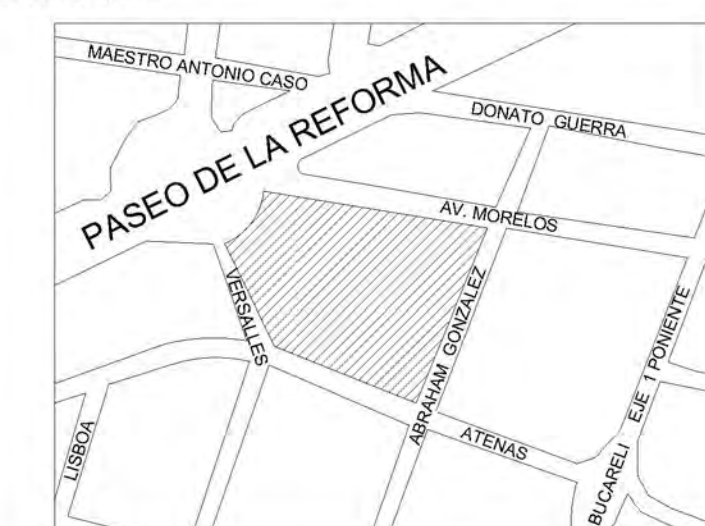 MAESTRO ANTONIO CASO
PASEO DE LA REFORMA
DONATO GUERRA
AV. MORELOS
VERSALLES
ABRAHAM GONZALEZ
EJE 1 PONIENTE
BUCARELI
ATENAS
LISBOA